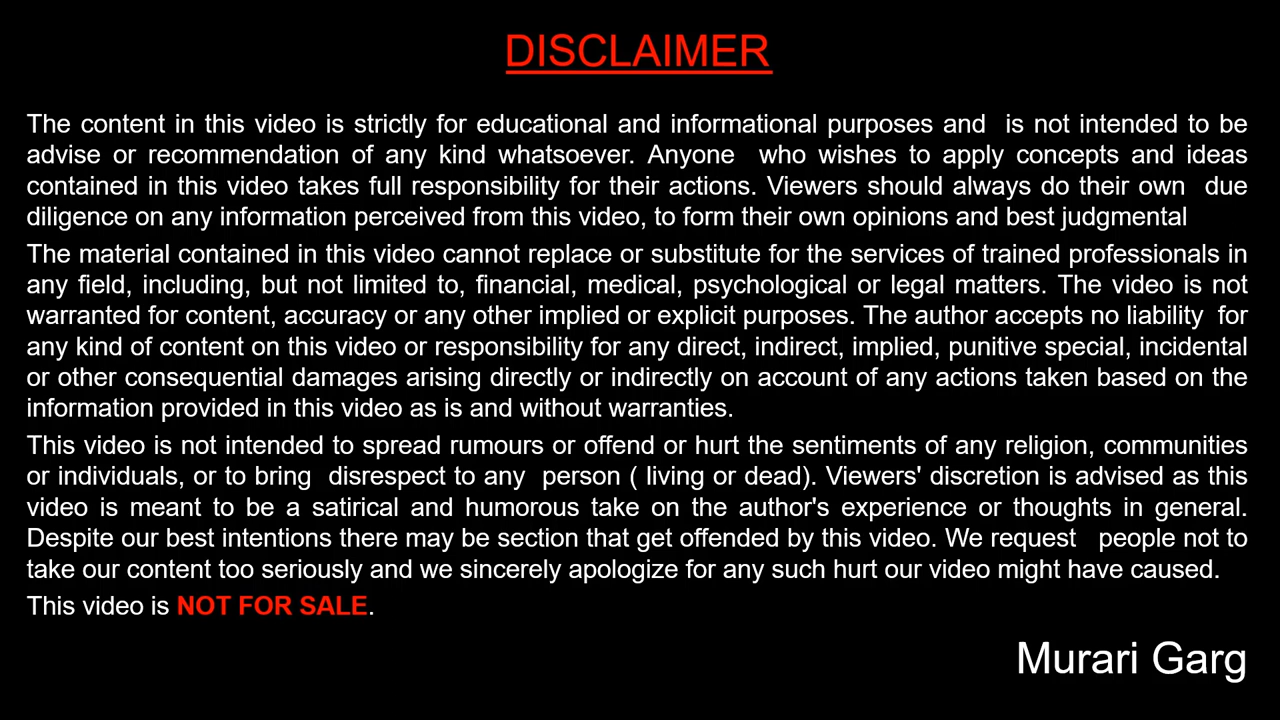 DISCLAIMER
The content in this video is strictly for educational and informational purposes and is not intended to be
advise or recommendation of any kind whatsoever. Anyone who wishes to apply concepts and ideas
contained in this video takes full responsibility for their actions. Viewers should always do their own due
diligence on any information perceived from this video, to form their own opinions and best judgmental
The material contained in this video cannot replace or substitute for the services of trained professionals in
any field, including, but not limited to, financial, medical, psychological or legal matters. The video is not
warranted for content, accuracy or any other implied or explicit purposes. The author accepts no liability for
any kind of content on this video or responsibility for any direct, indirect, implied, punitive special, incidental
or other consequential damages arising directly or indirectly on account of any actions taken based on the
information provided in this video as is and without warranties.
This video is not intended to spread rumours or offend or hurt the sentiments of any religion, communities
or individuals, or to bring disrespect to any person ( living or dead). Viewers' discretion is advised as this
video is meant to be a satirical and humorous take on the author's experience or thoughts in general.
Despite our best intentions there may be section that get offended by this video. We request people not to
take our content too seriously and we sincerely apologize for any such hurt our video might have caused.
This video is NOT FOR SALE.
Murari Garg